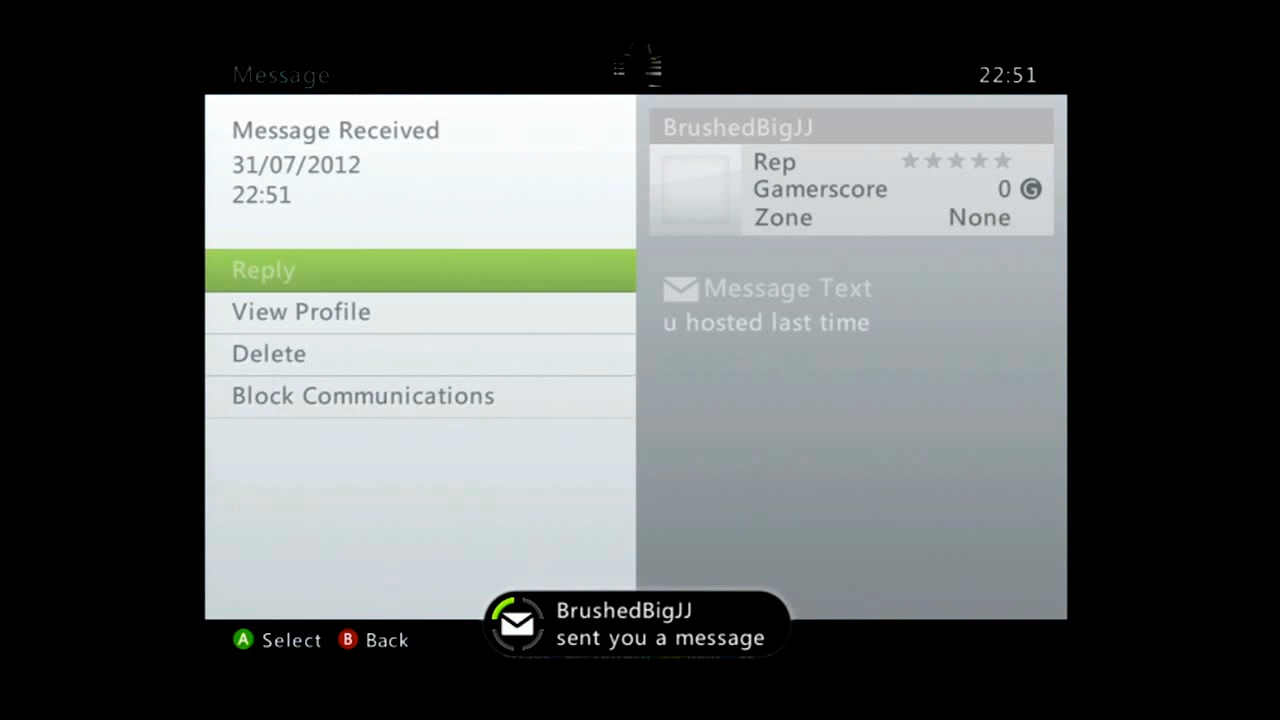 Message
22:51
Message Received
31/07/2012
22:51
Reply
View Profile
Delete
Block Communications
BrushedBigJJ
Rep
Gamerscore 0 G
Zone None
Message Text
u hosted last time
BrushedBigJJ
sent you a message
A Select B Back